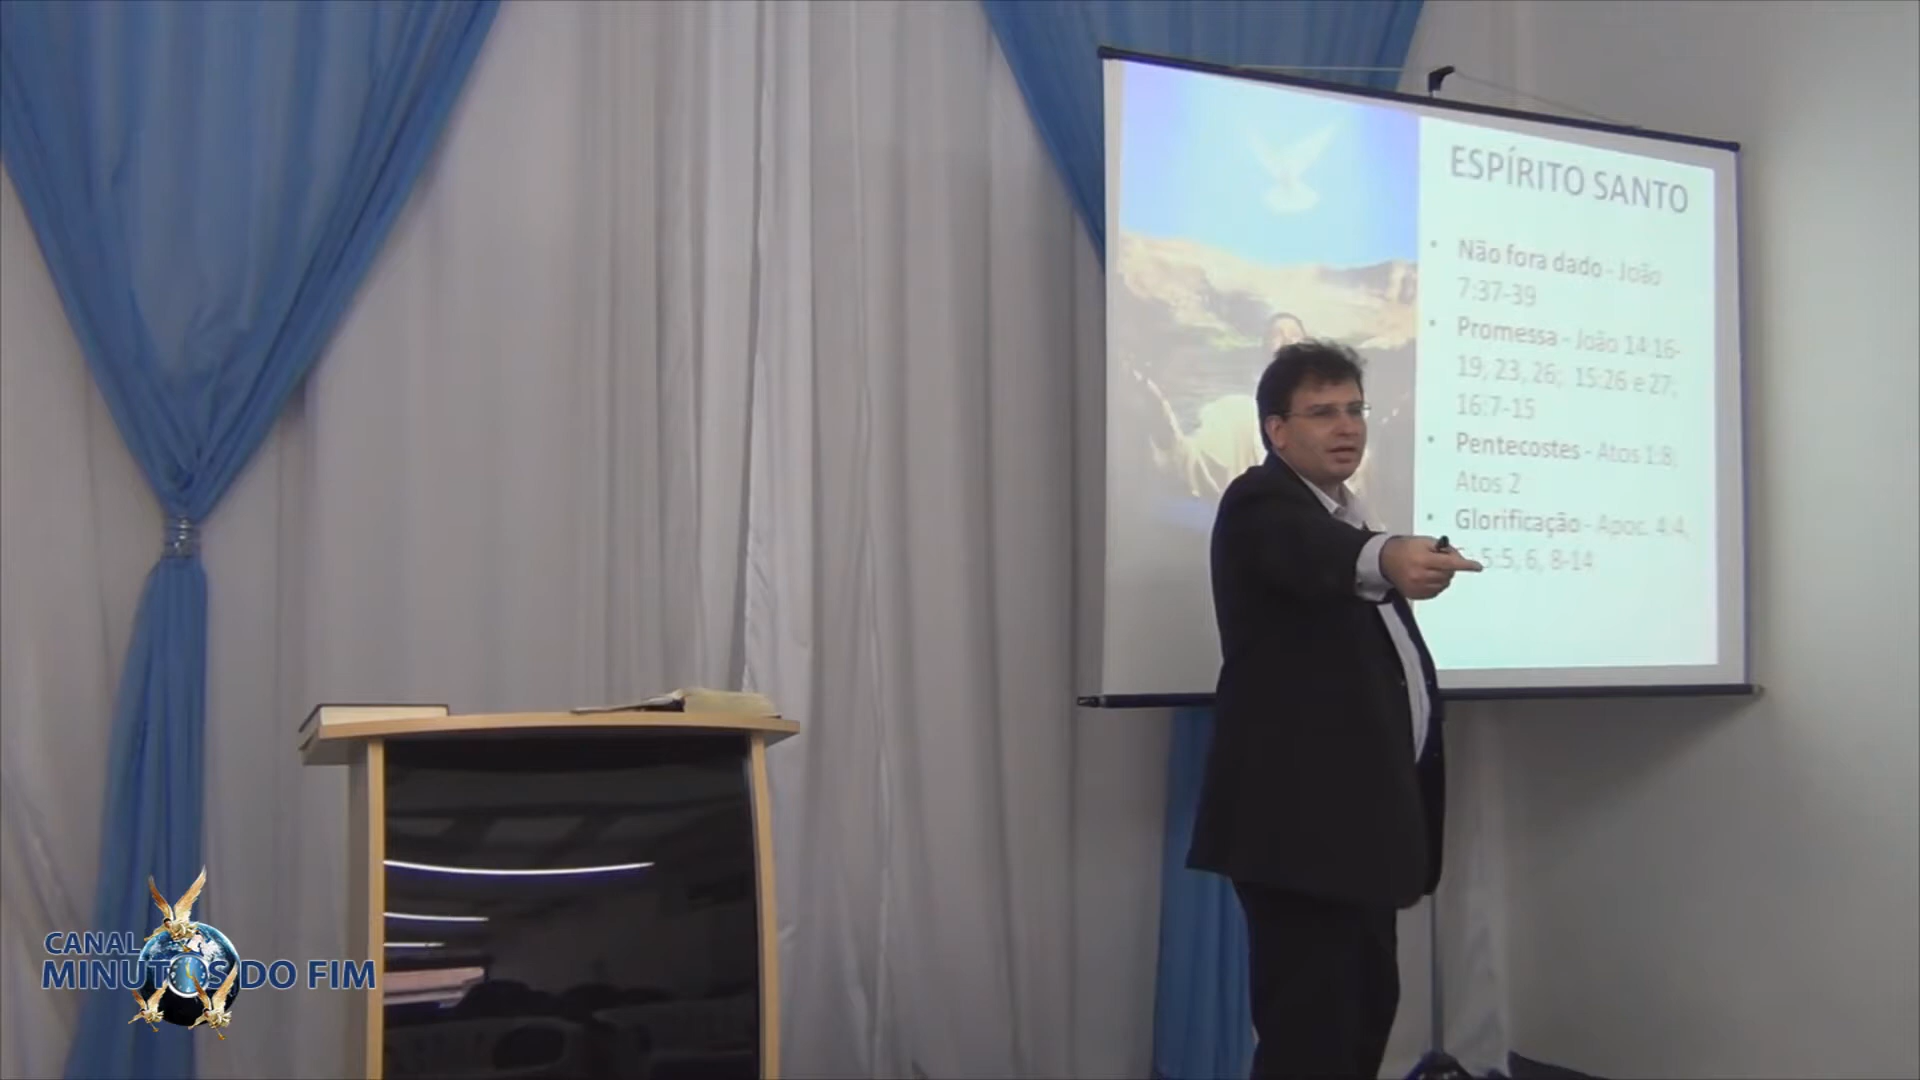 ESPÍRITO SANTO
• Não fora dado - João
7:37-39
• Promessa - João 14:16-
19; 23, 26; 15:26 e 27;
16:7-15
• Pentecostes - Atos 1:8,
Atos 2
• Glorificação - Apoc. 4:4,
5:5, 6, 8-14
CANAL
MINUTOS DO FIM